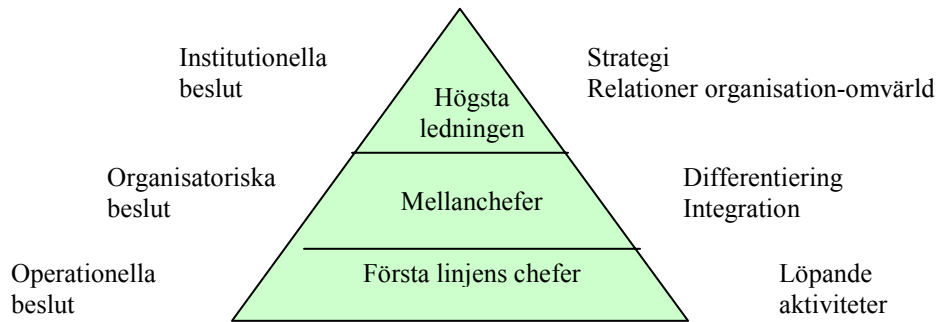 Institutionella
beslut
Högsta
ledningen
Strategi
Relationer organisation-omvärld
Organisatoriska
beslut
Mellanchefer
Differentiering
Integration
Operationella
beslut
Första linjens chefer
Löpande
aktiviteter